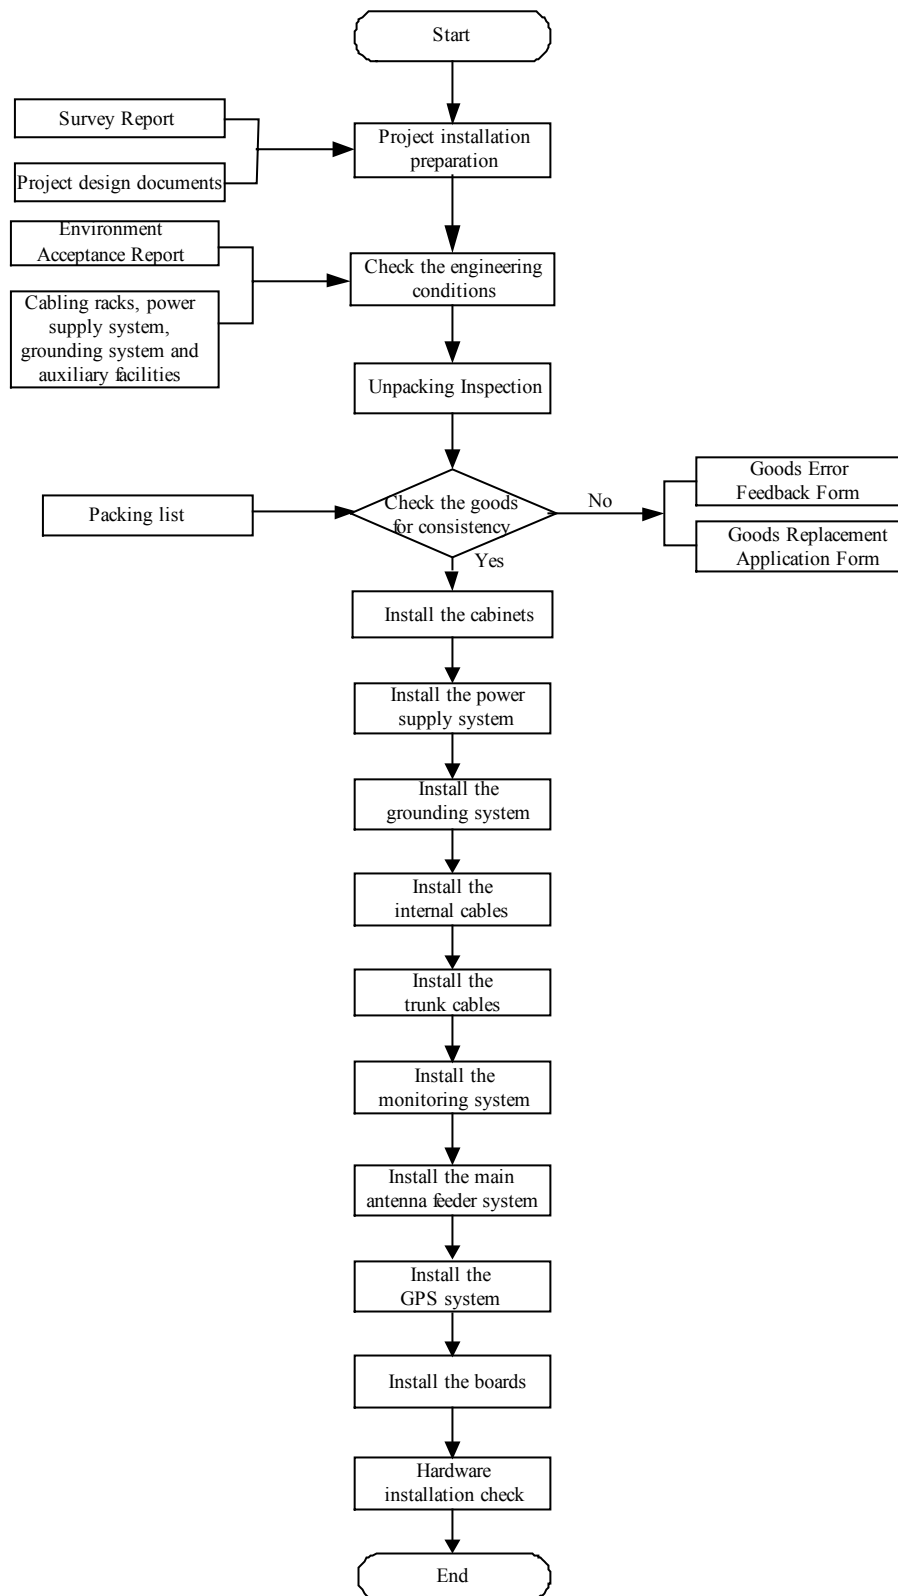 Start
Survey Report
Project installation
preparation
Project design documents
Environment
Acceptance Report
Check the engineering
conditions
Cabling racks, power
supply system,
grounding system and
auxiliary facilities
Unpacking Inspection
Goods Error
Feedback Form
Packing list
Check the goods
for consistency
No
Goods Replacement
Application Form
Yes
Install the cabinets
Install the power
supply system
Install the
grounding system
Install the
internal cables
Install the
trunk cables
Install the
monitoring system
Install the main
antenna feeder system
Install the
GPS system
Install the boards
Hardware
installation check
End